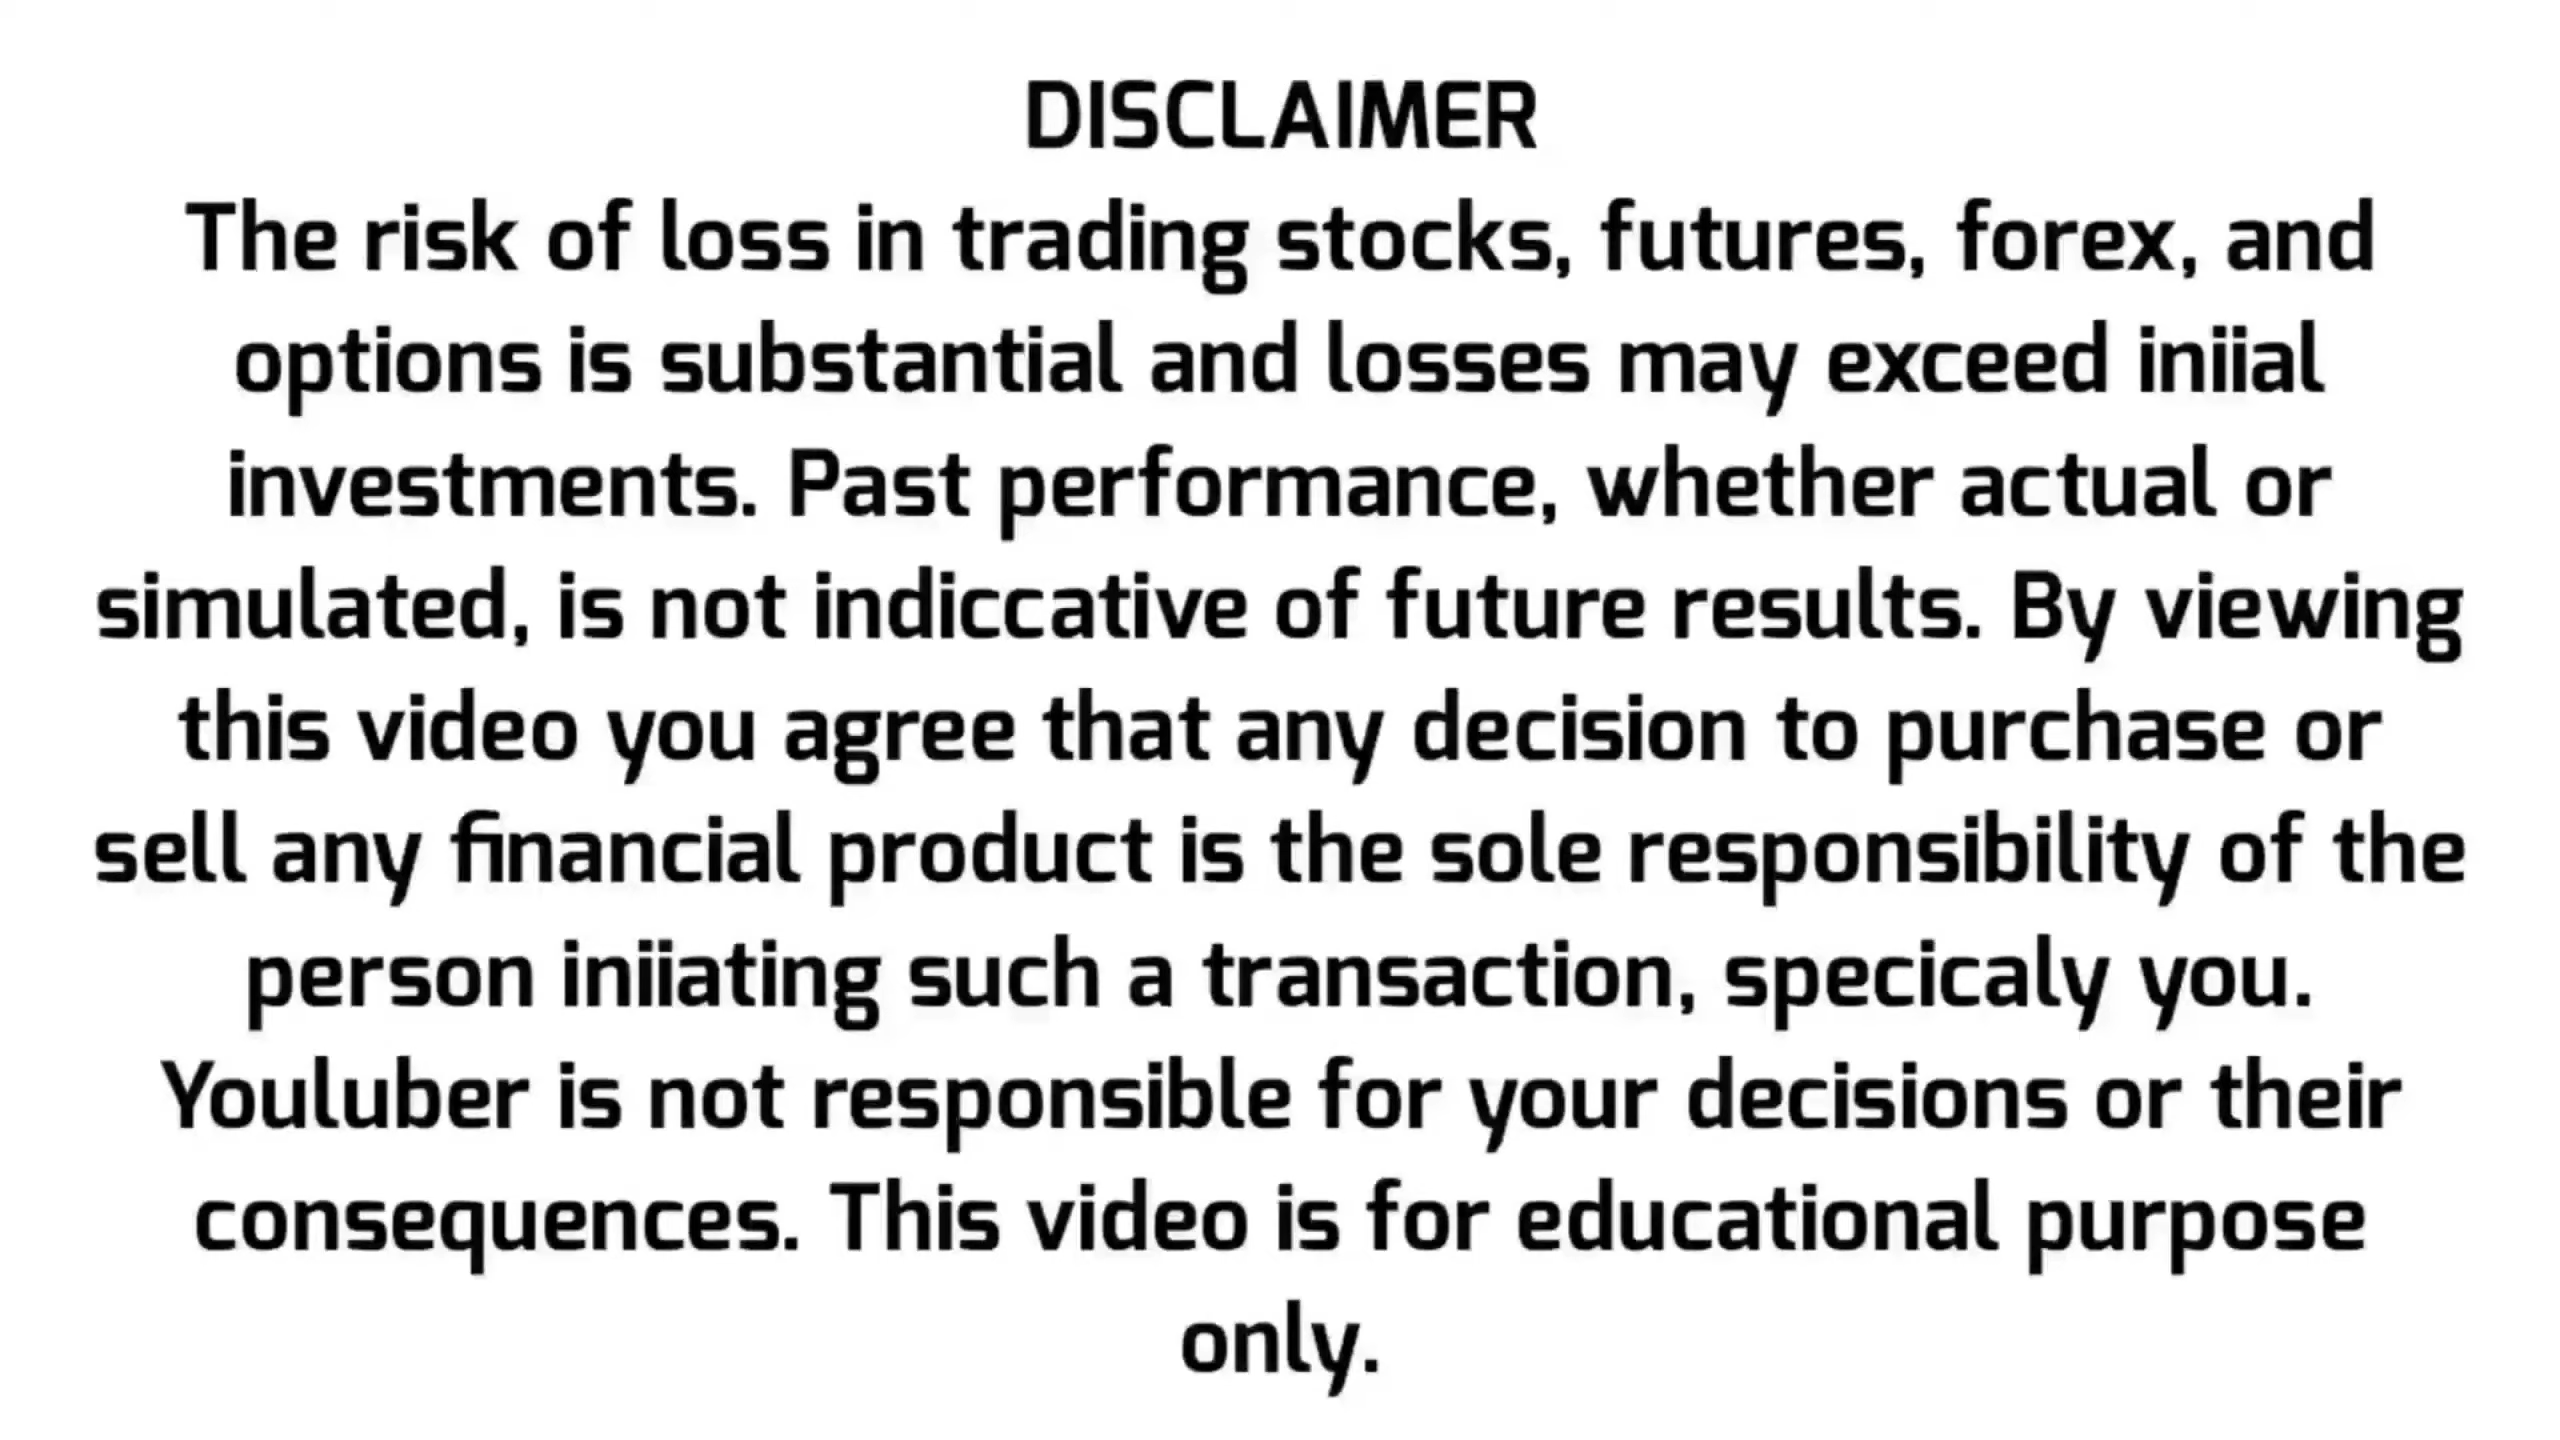 DISCLAIMER
The risk of loss in trading stocks, futures, forex, and
options is substantial and losses may exceed iniial
investments. Past performance, whether actual or
simulated, is not indiccative of future results. By viewing
this video you agree that any decision to purchase or
sell any financial product is the sole responsibility of the
person iniiating such a transaction, specicaly you.
Youluber is not responsible for your decisions or their
consequences. This video is for educational purpose
only.